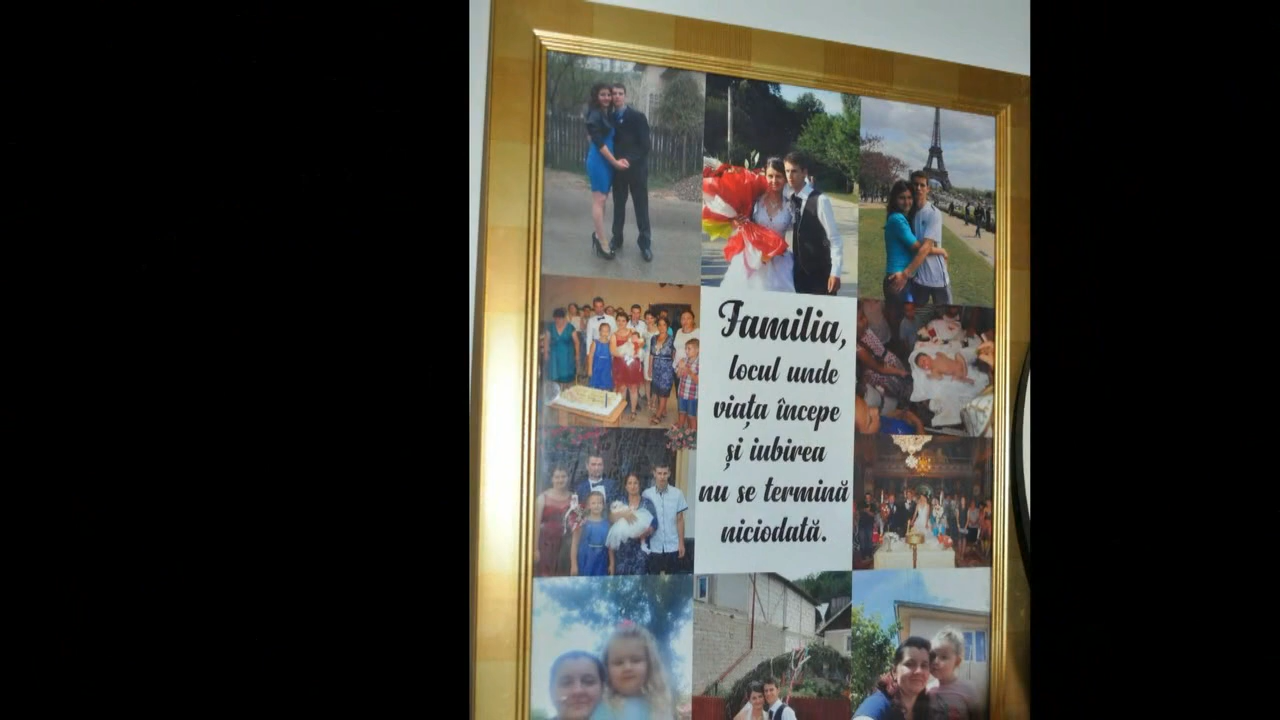 Familia,
locul unde
viața începe
și iubirea
nu se termină
niciodată.